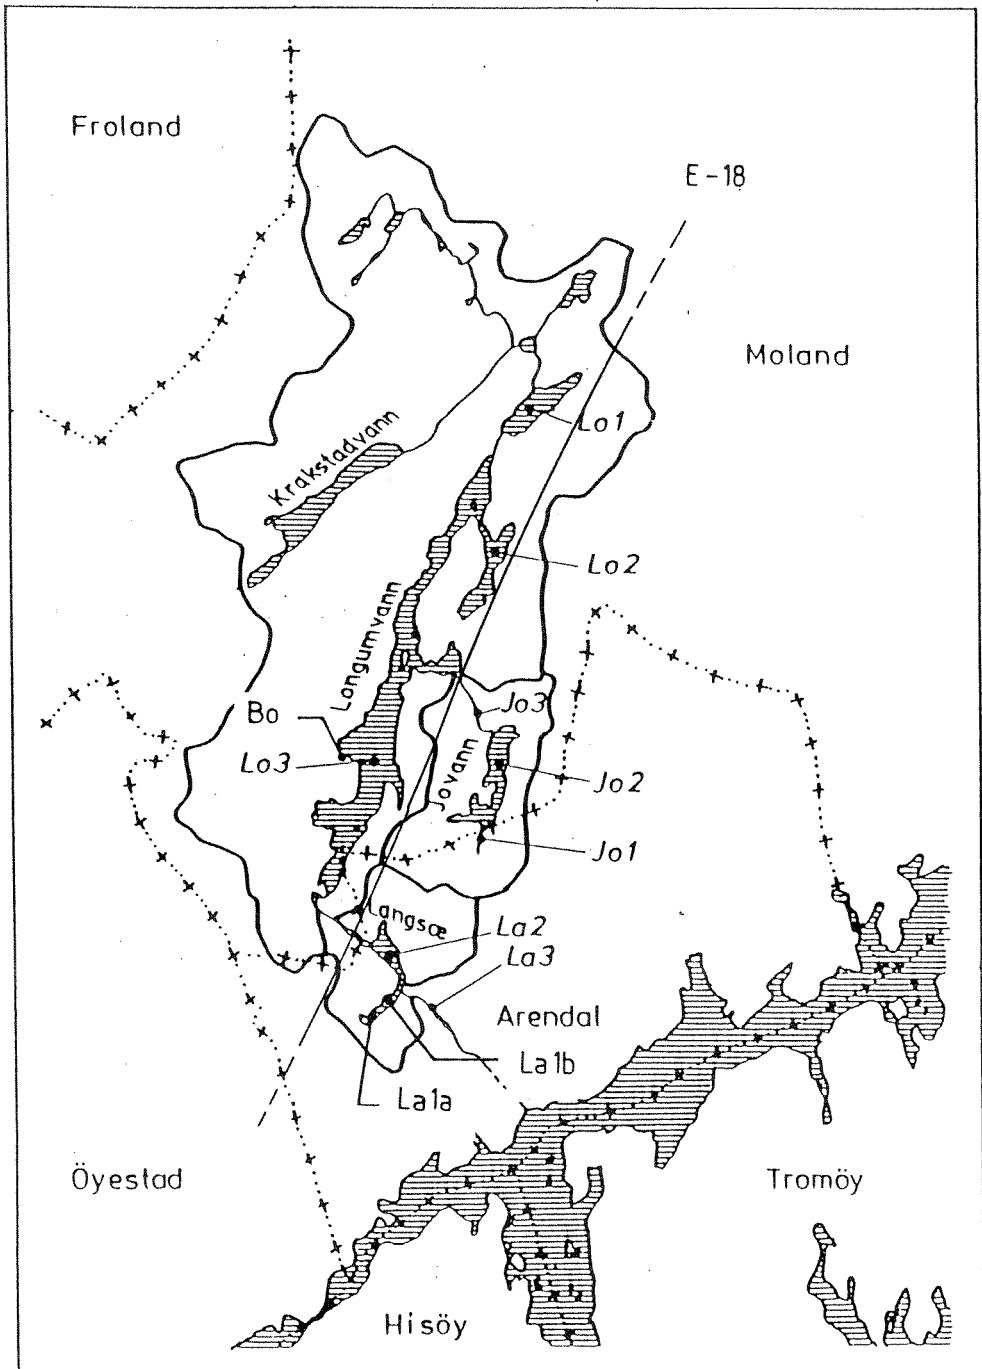 Froland
E-18
Moland
Lo1
Krakstadvann
Lo2
Longumvann
Jo3
Bo
Lo3
Jovann
Jo2
Jo1
Langsæ
La2
La3
Arendal
La1b
La1a
Öyestad
Tromöy
Hisöy